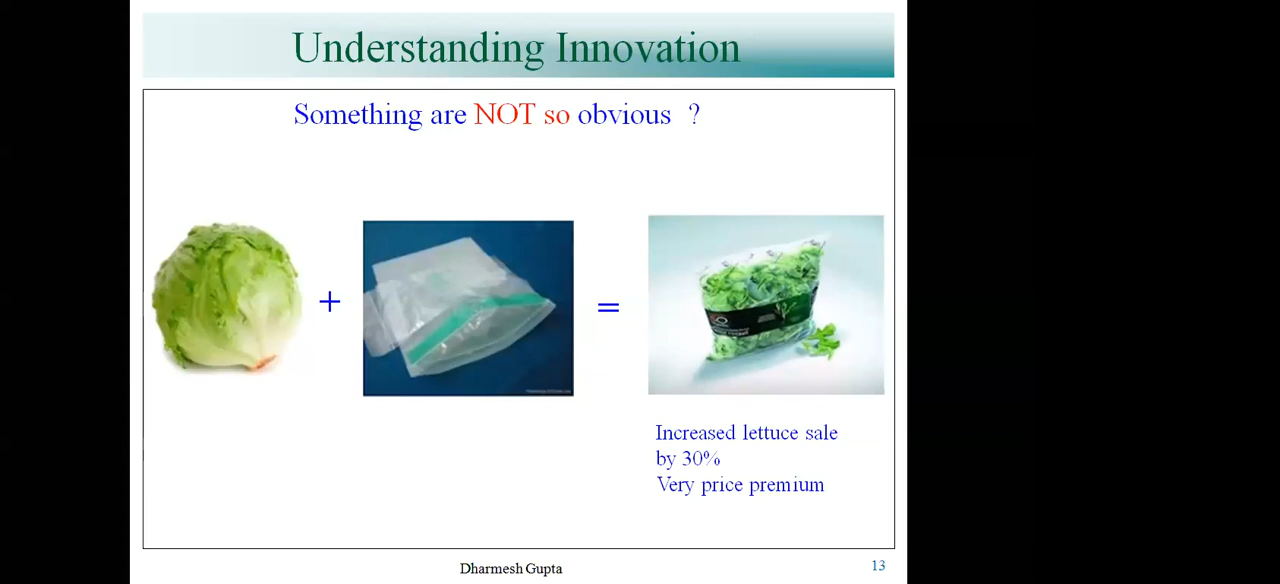 Understanding Innovation
Something are NOT so obvious ?
+
=
Increased lettuce sale
by 30%
Very price premium
Dharmesh Gupta
13